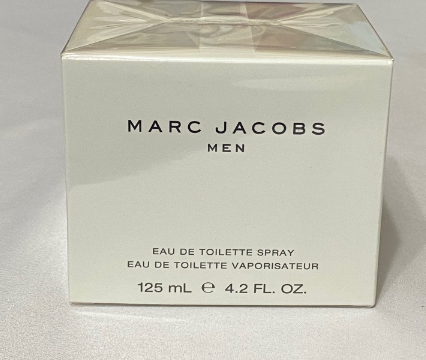 MARC JACOBS
MEN
EAU DE TOILETTE SPRAY
EAU DE TOILETTE VAPORISATEUR
125 mL ℮ 4.2 FL. OZ.